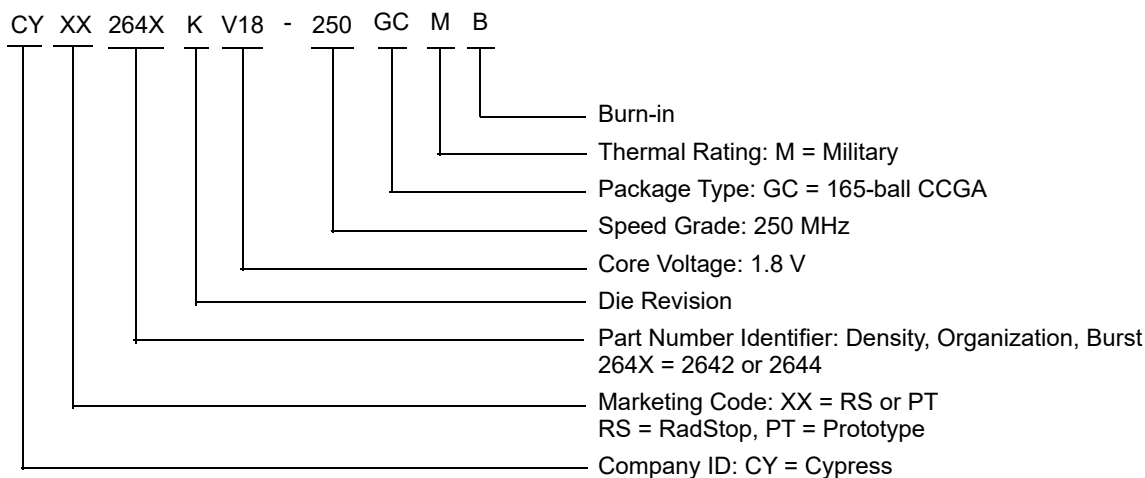 CY XX 264X K V18 - 250 GC M B
Burn-in
Thermal Rating: M = Military
Package Type: GC = 165-ball CCGA
Speed Grade: 250 MHz
Core Voltage: 1.8 V
Die Revision
Part Number Identifier: Density, Organization, Burst
264X = 2642 or 2644
Marketing Code: XX = RS or PT
RS = RadStop, PT = Prototype
Company ID: CY = Cypress